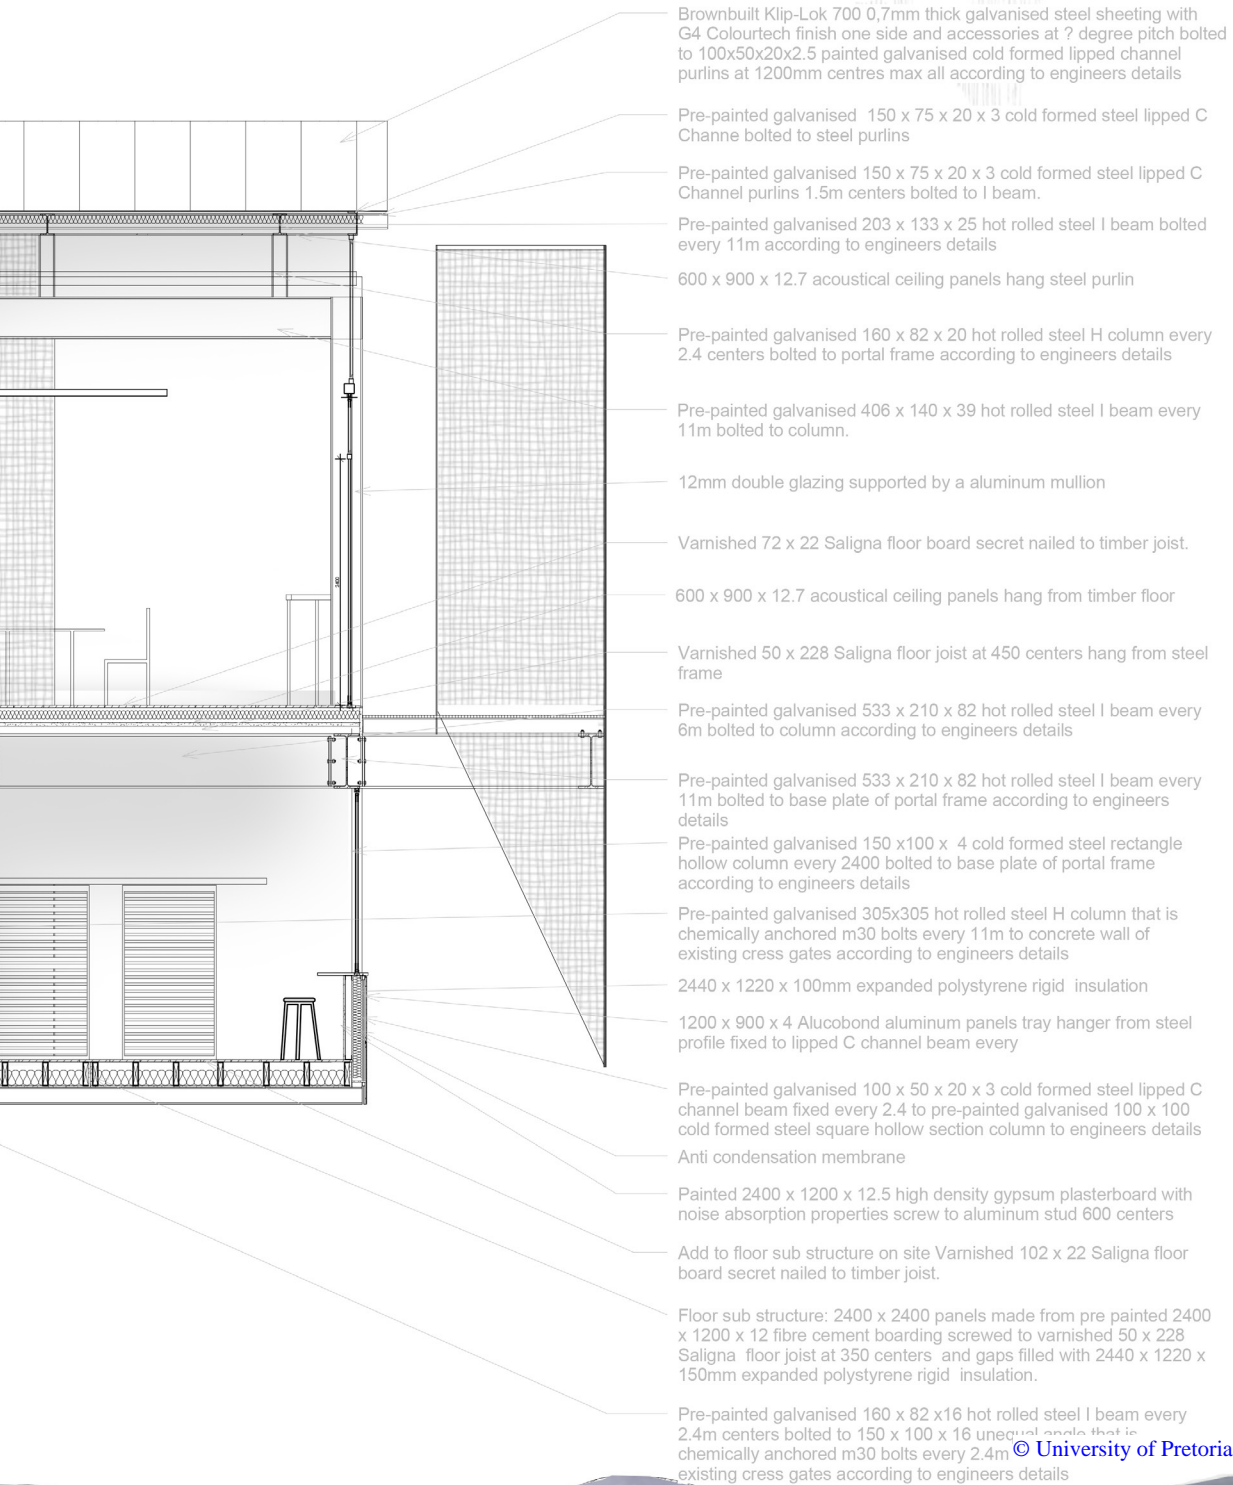 Brownbuilt Klip-Lok 700 0,7mm thick galvanised steel sheeting with
G4 Colourtech finish one side and accessories at ? degree pitch bolted
to 100x50x20x2.5 painted galvanised cold formed lipped channel
purlins at 1200mm centres max all according to engineers details
Pre-painted galvanised 150 x 75 x 20 x 3 cold formed steel lipped C
Channe bolted to steel purlins
Pre-painted galvanised 150 x 75 x 20 x 3 cold formed steel lipped C
Channel purlins 1.5m centers bolted to I beam.
Pre-painted galvanised 203 x 133 x 25 hot rolled steel I beam bolted
every 11m according to engineers details
600 x 900 x 12.7 acoustical ceiling panels hang steel purlin
Pre-painted galvanised 160 x 82 x 20 hot rolled steel H column every
2.4 centers bolted to portal frame according to engineers details
Pre-painted galvanised 406 x 140 x 39 hot rolled steel I beam every
11m bolted to column.
12mm double glazing supported by a aluminum mullion
Varnished 72 x 22 Saligna floor board secret nailed to timber joist.
600 x 900 x 12.7 acoustical ceiling panels hang from timber floor
Varnished 50 x 228 Saligna floor joist at 450 centers hang from steel
frame
Pre-painted galvanised 533 x 210 x 82 hot rolled steel I beam every
6m bolted to column according to engineers details
Pre-painted galvanised 533 x 210 x 82 hot rolled steel I beam every
11m bolted to base plate of portal frame according to engineers
details
Pre-painted galvanised 150 x100 x 4 cold formed steel rectangle
hollow column every 2400 bolted to base plate of portal frame
according to engineers details
Pre-painted galvanised 305x305 hot rolled steel H column that is
chemically anchored m30 bolts every 11m to concrete wall of
existing cress gates according to engineers details
2440 x 1220 x 100mm expanded polystyrene rigid insulation
1200 x 900 x 4 Alucobond aluminum panels tray hanger from steel
profile fixed to lipped C channel beam every
Pre-painted galvanised 100 x 50 x 20 x 3 cold formed steel lipped C
channel beam fixed every 2.4 to pre-painted galvanised 100 x 100
cold formed steel square hollow section column to engineers details
Anti condensation membrane
Painted 2400 x 1200 x 12.5 high density gypsum plasterboard with
noise absorption properties screw to aluminum stud 600 centers
Add to floor sub structure on site Varnished 102 x 22 Saligna floor
board secret nailed to timber joist.
Floor sub structure: 2400 x 2400 panels made from pre painted 2400
x 1200 x 12 fibre cement boarding screwed to varnished 50 x 228
Saligna floor joist at 350 centers and gaps filled with 2440 x 1220 x
150mm expanded polystyrene rigid insulation.
Pre-painted galvanised 160 x 82 x16 hot rolled steel I beam every
2.4m centers bolted to 150 x 100 x 16 unequal angle that is
chemically anchored m30 bolts every 2.4m
existing cress gates according to engineers details
© University of Pretoria